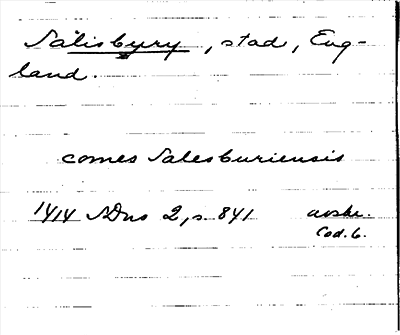 Salisbyry, stad, Eng-
land.
comes Salesburiensis
1414 SDns 2, s. 841 avskr.
Cod. 6.